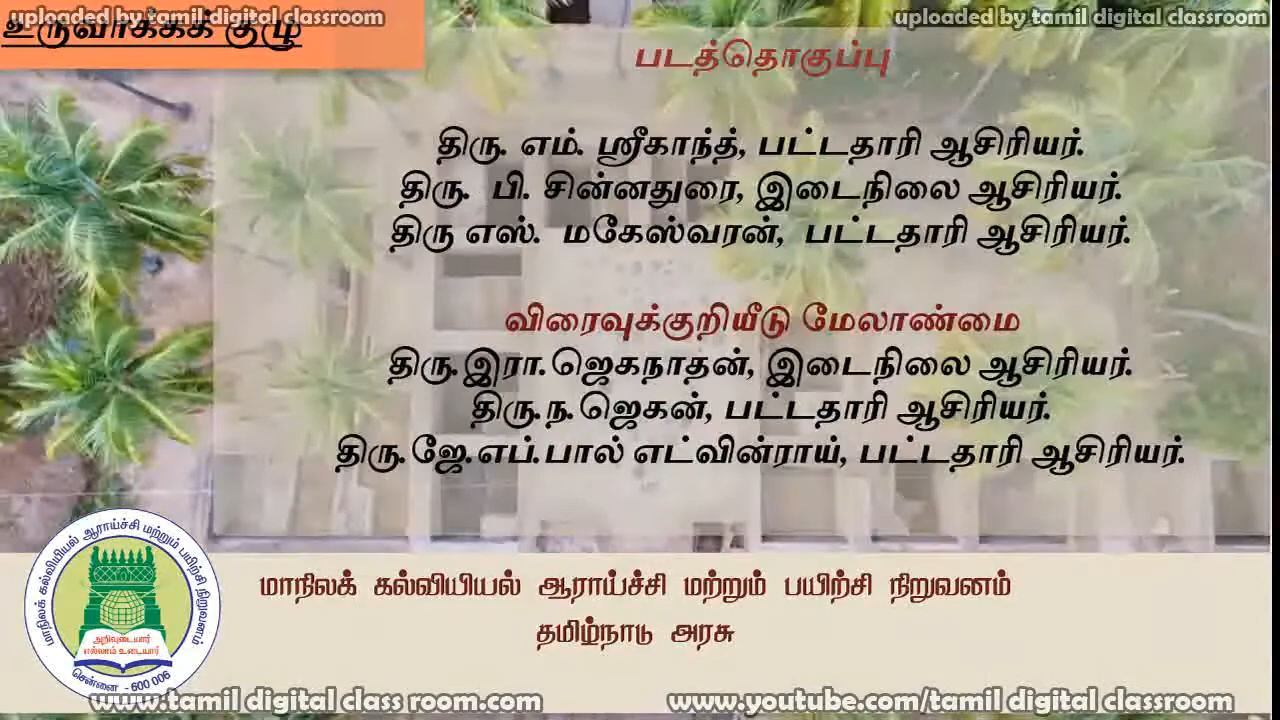 uploaded by tamil digital classroom
uploaded by tamil digital classroom
உருவாக்கக் குழு
படத்தொகுப்பு
திரு. எம். ஸ்ரீகாந்த், பட்டதாரி ஆசிரியர்.
திரு. பி. சின்னதுரை, இடைநிலை ஆசிரியர்.
திரு எஸ். மகேஸ்வரன், பட்டதாரி ஆசிரியர்.
விரைவுக்குறியீடு மேலாண்மை
திரு.இரா.ஜெகநாதன், இடைநிலை ஆசிரியர்.
திரு.ந.ஜெகன், பட்டதாரி ஆசிரியர்.
திரு.ஜே.எப்.பால் எட்வின்ராய், பட்டதாரி ஆசிரியர்.
மாநிலக் கல்வியியல் ஆராய்ச்சி மற்றும் பயிற்சி நிறுவனம்
தமிழ்நாடு அரசு
மாநிலக் கல்வியியல் ஆராய்ச்சி மற்றும் பயிற்சி நிறுவனம்
அறிவுடையார்
எல்லாம் உடையார்
சென்னை - 600 006
www.tamil digital class room.com
www.youtube.com/tamil digital classroom